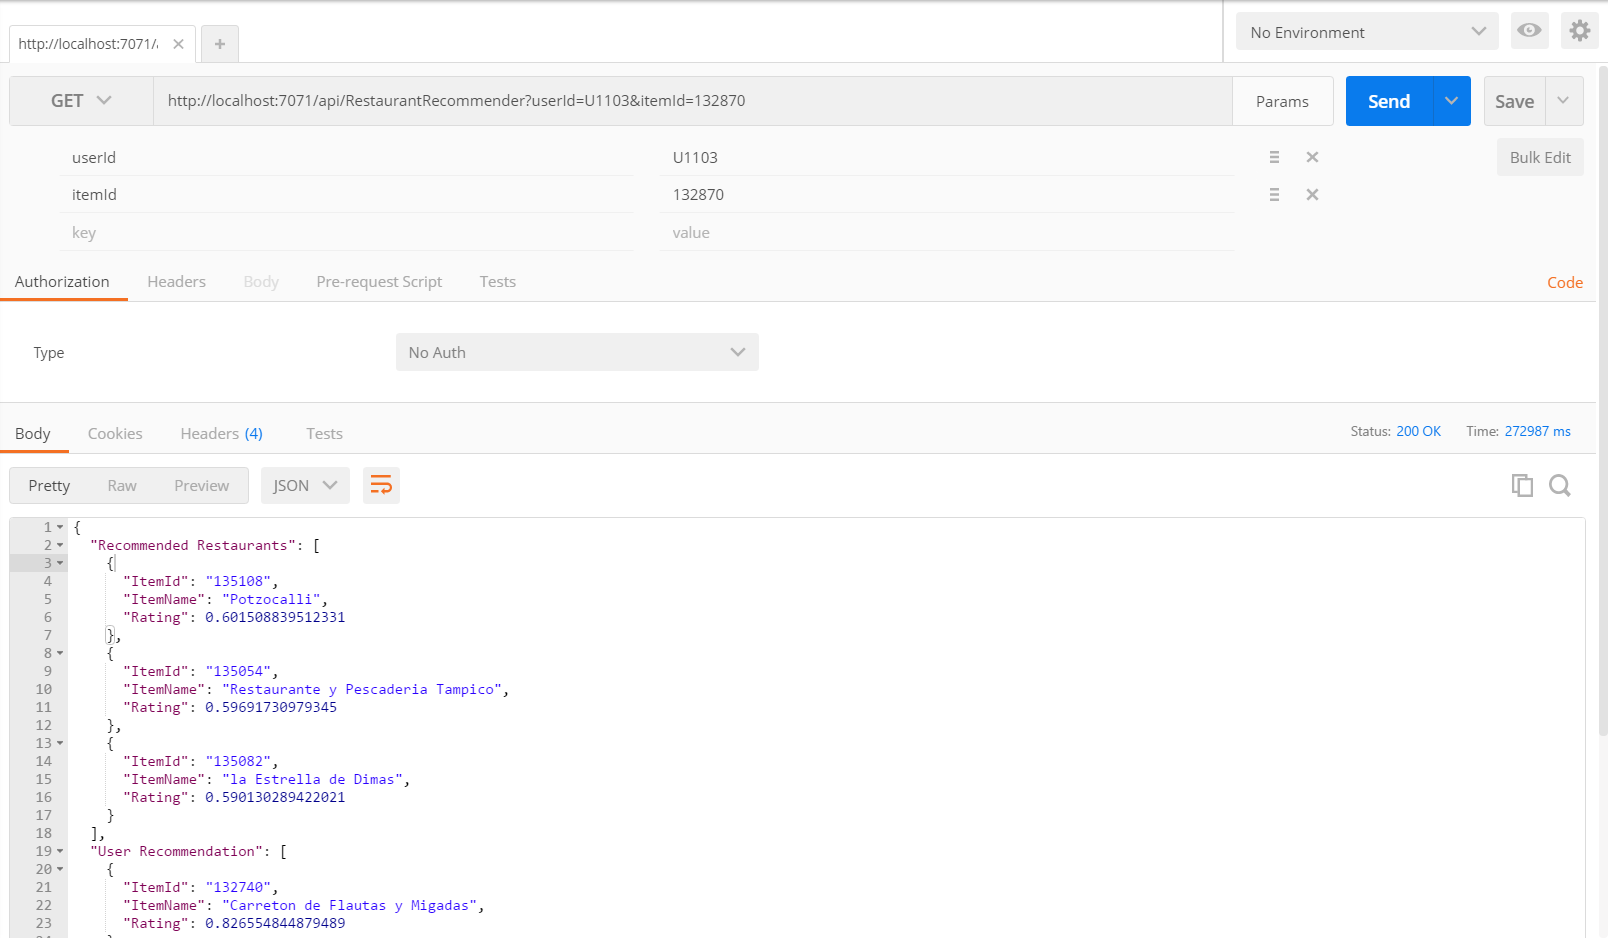 http://localhost:7071/
No Environment
GET
http://localhost:7071/api/RestaurantRecommender?userId=U1103&itemId=132870
Params
Send
Save
userId U1103
Bulk Edit
itemId 132870
key value
Authorization Headers Body Pre-request Script Tests
Code
Type No Auth
Body Cookies Headers (4) Tests
Status: 200 OK Time: 272987 ms
Pretty Raw Preview JSON
1 {
2 "Recommended Restaurants": [
3 {
4 "ItemId": "135108",
5 "ItemName": "Potzocalli",
6 "Rating": 0.601508839512331
7 },
8 {
9 "ItemId": "135054",
10 "ItemName": "Restaurante y Pescaderia Tampico",
11 "Rating": 0.59691730979345
12 },
13 {
14 "ItemId": "135082",
15 "ItemName": "la Estrella de Dimas",
16 "Rating": 0.590130289422021
17 }
18 ],
19 "User Recommendation": [
20 {
21 "ItemId": "132740",
22 "ItemName": "Carreton de Flautas y Migadas",
23 "Rating": 0.826554844879489